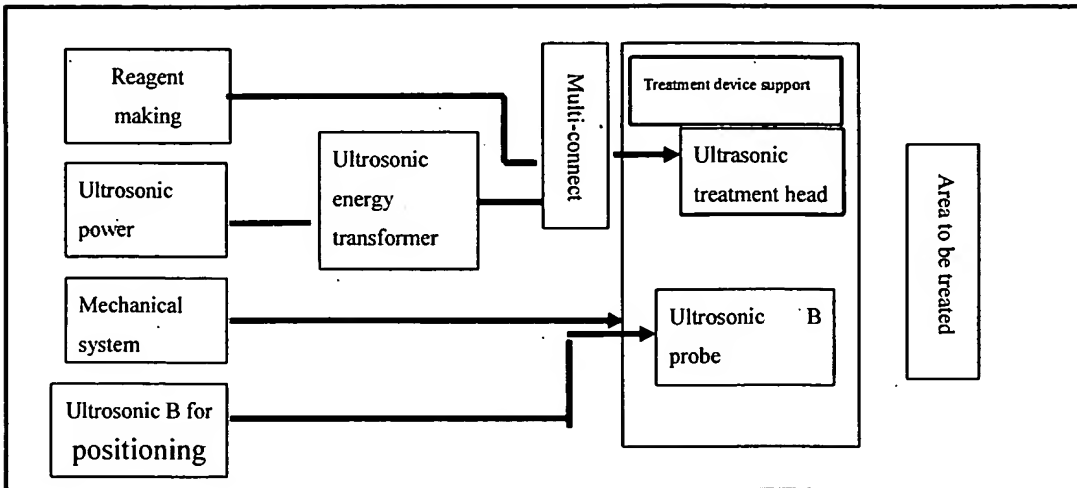 Reagent
making
Ultrosonic
power
Mechanical
system
Ultrosonic B for
positioning
Ultrosonic
energy
transformer
Multi-connect
Treatment device support
Ultrasonic
treatment head
Ultrosonic B
probe
Area to be treated